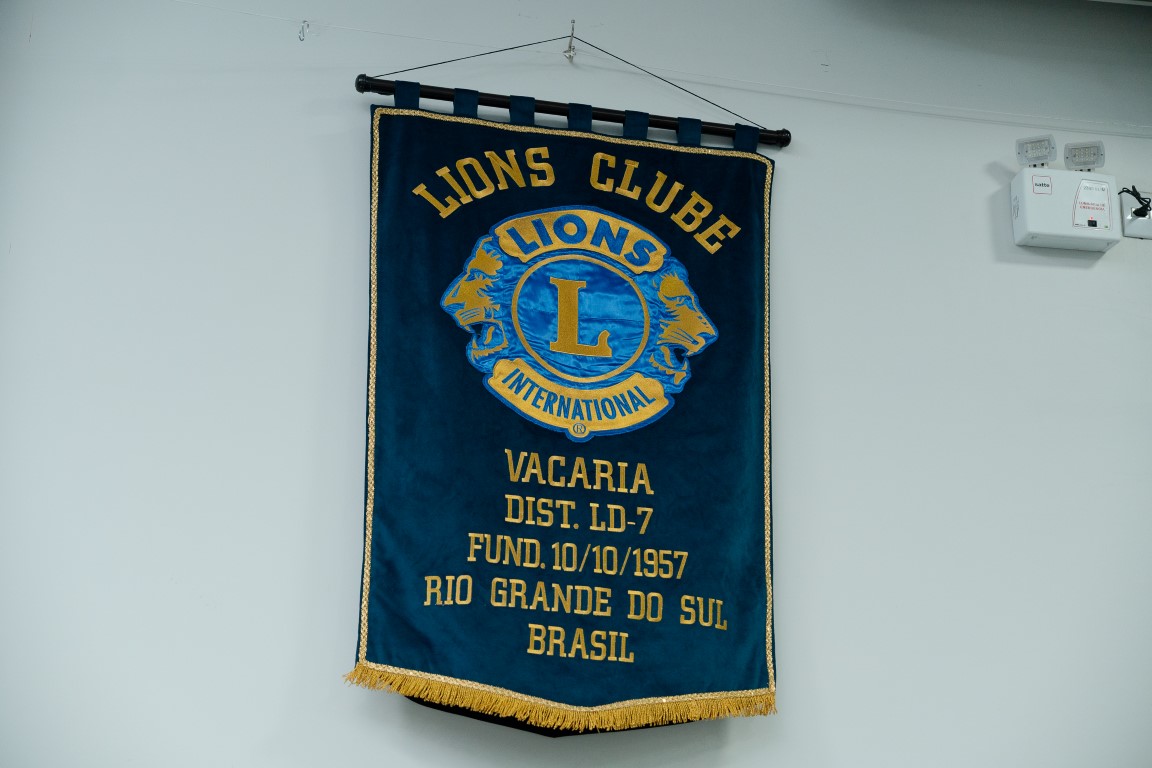 LIONS CLUBE
LIONS
L
INTERNATIONAL
®
VACARIA
DIST. LD-7
FUND. 10/10/1957
RIO GRANDE DO SUL
BRASIL